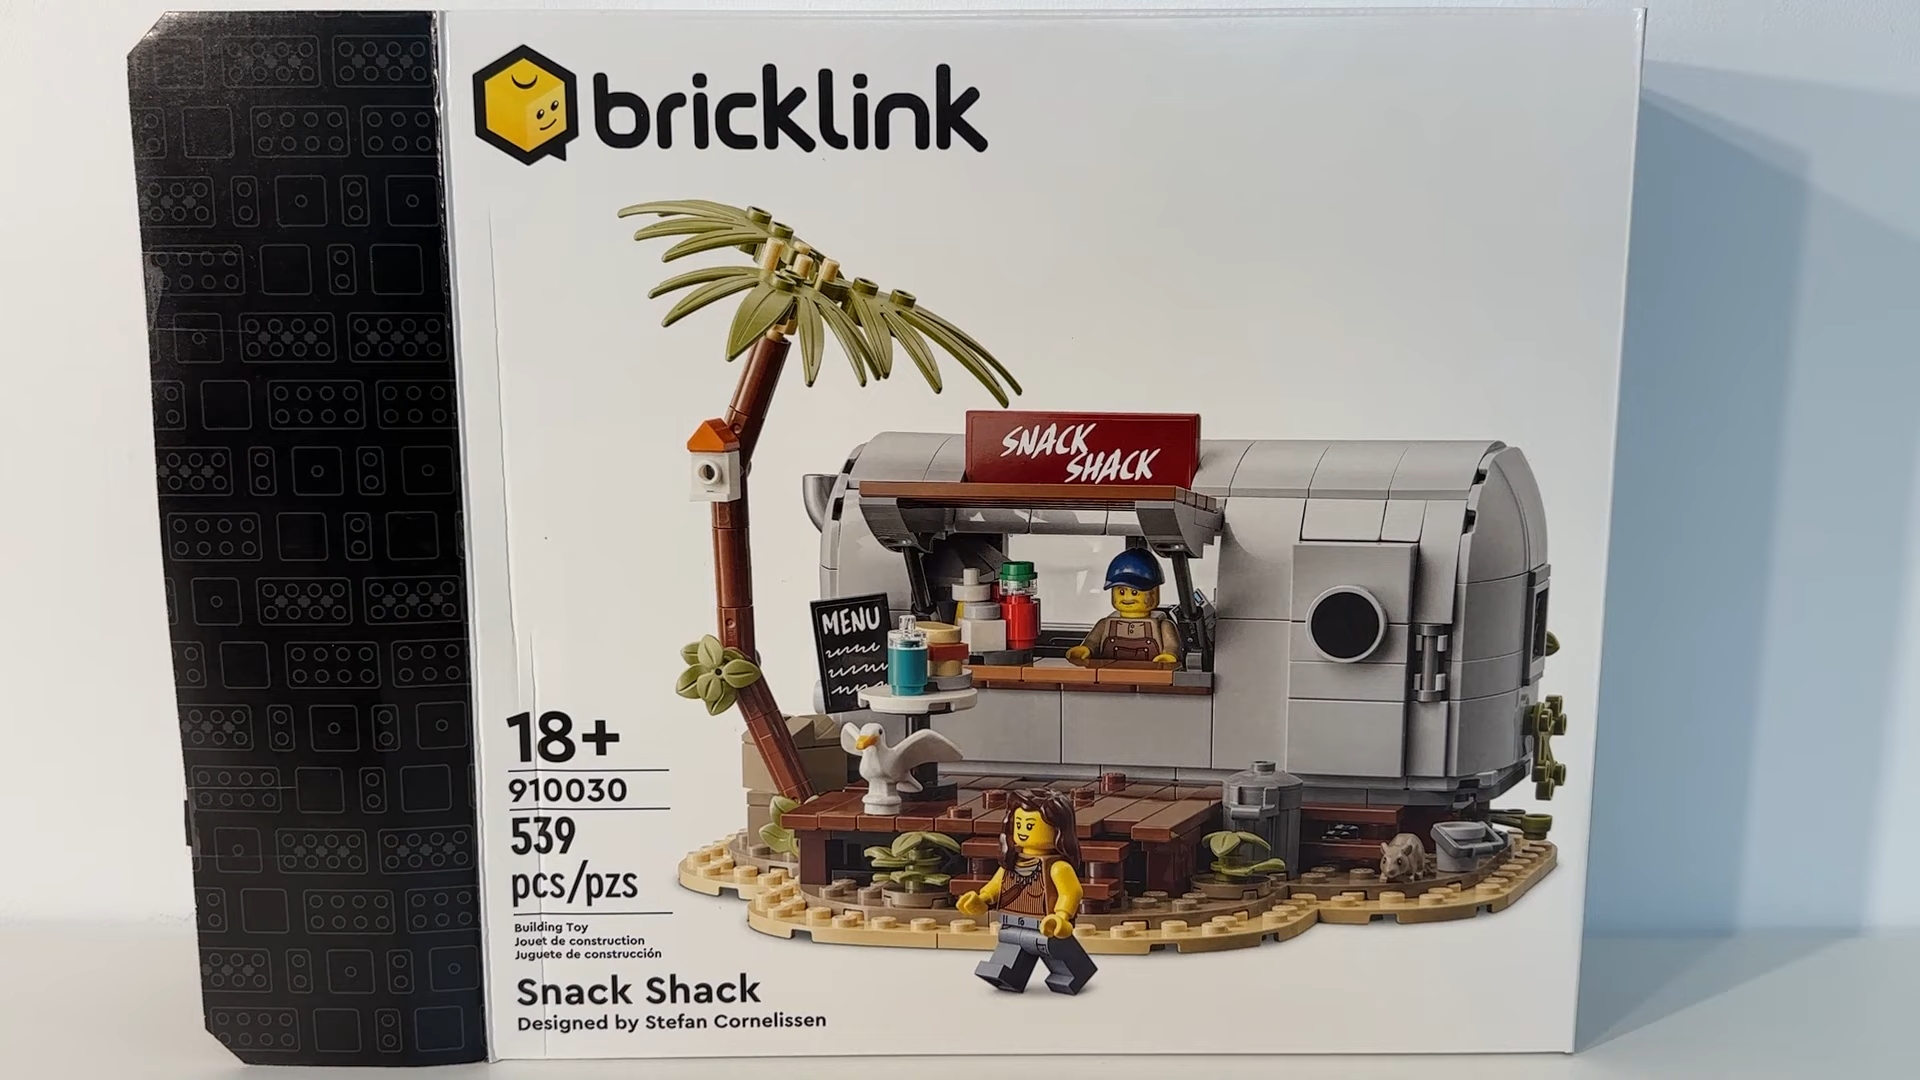 bricklink
SNACK
SHACK
MENU
18+
910030
539
pcs/pzs
Building Toy
Jouet de construction
Juguete de construcción
Snack Shack
Designed by Stefan Cornelissen